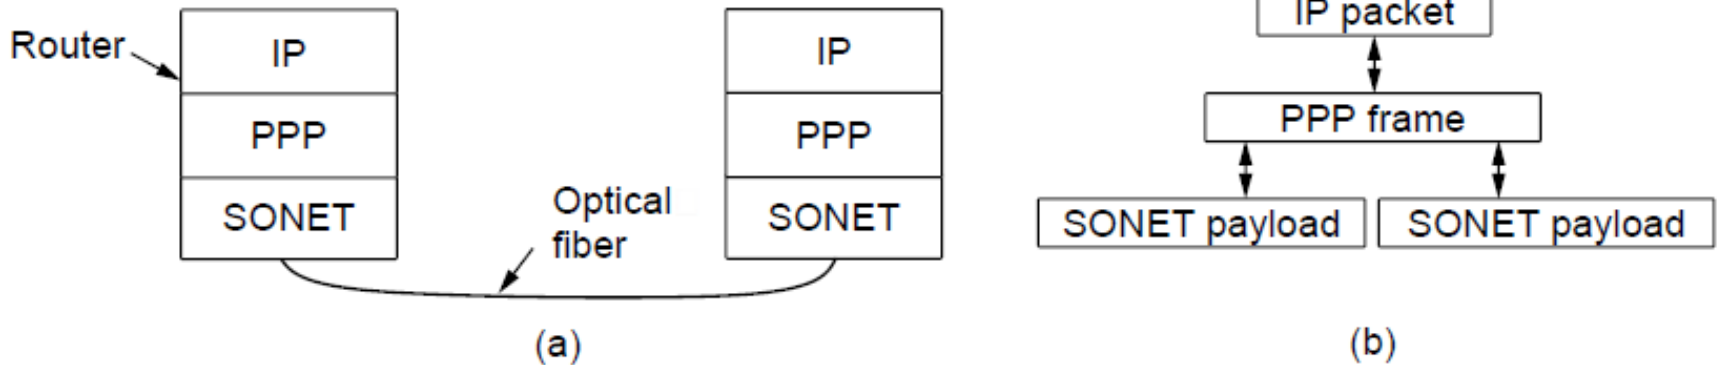 Router
IP
PPP
SONET
Optical
fiber
IP
PPP
SONET
(a)
IP packet
PPP frame
SONET payload
SONET payload
(b)